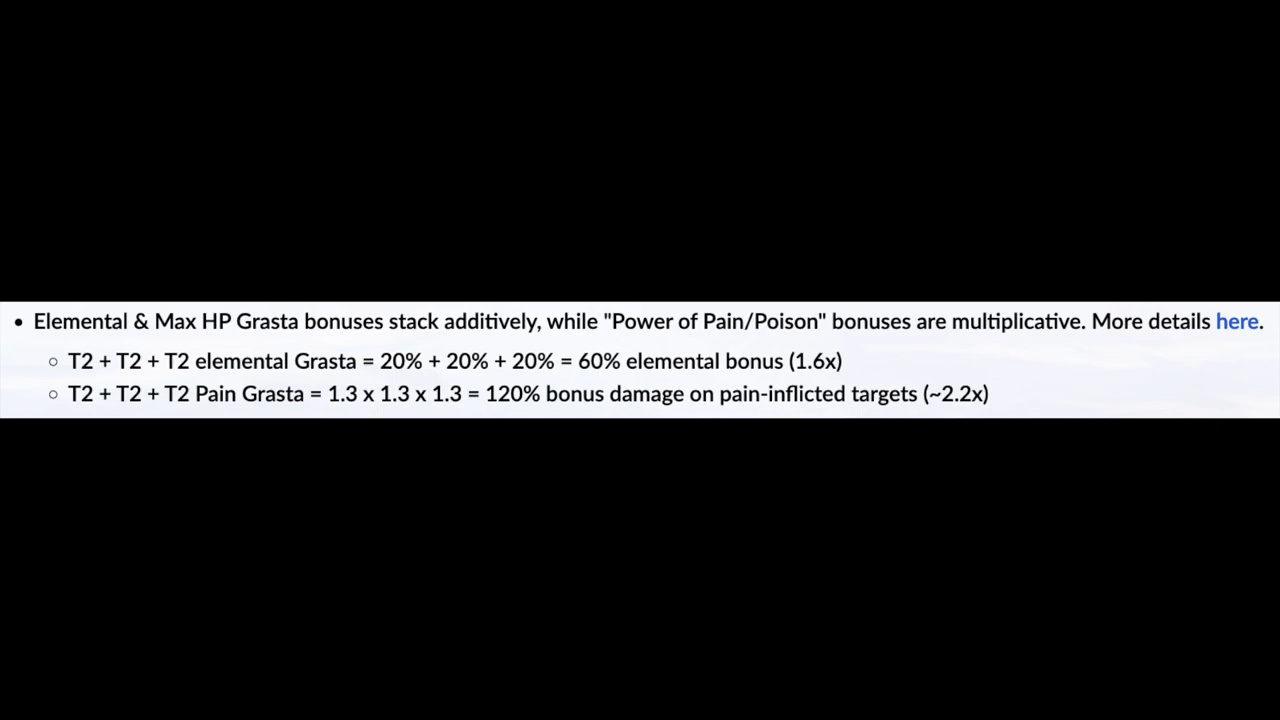 • Elemental & Max HP Grasta bonuses stack additively, while "Power of Pain/Poison" bonuses are multiplicative. More details here.
○ T2 + T2 + T2 elemental Grasta = 20% + 20% + 20% = 60% elemental bonus (1.6x)
○ T2 + T2 + T2 Pain Grasta = 1.3 x 1.3 x 1.3 = 120% bonus damage on pain-inflicted targets (~2.2x)